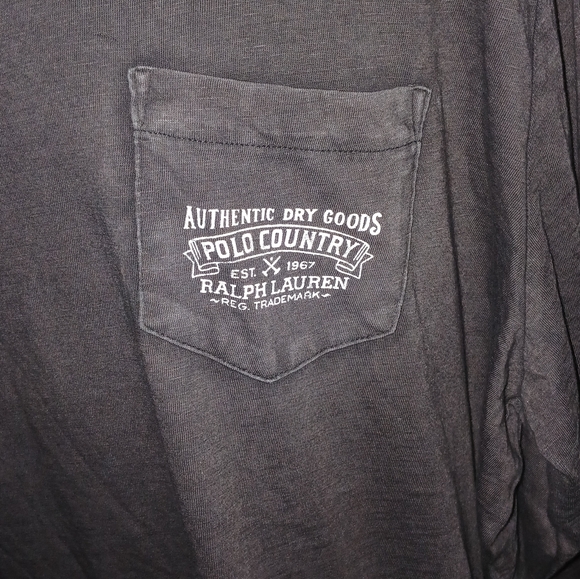 AUTHENTIC DRY GOODS
POLO COUNTRY
EST. 1967
RALPH LAUREN
~REG. TRADEMARK~